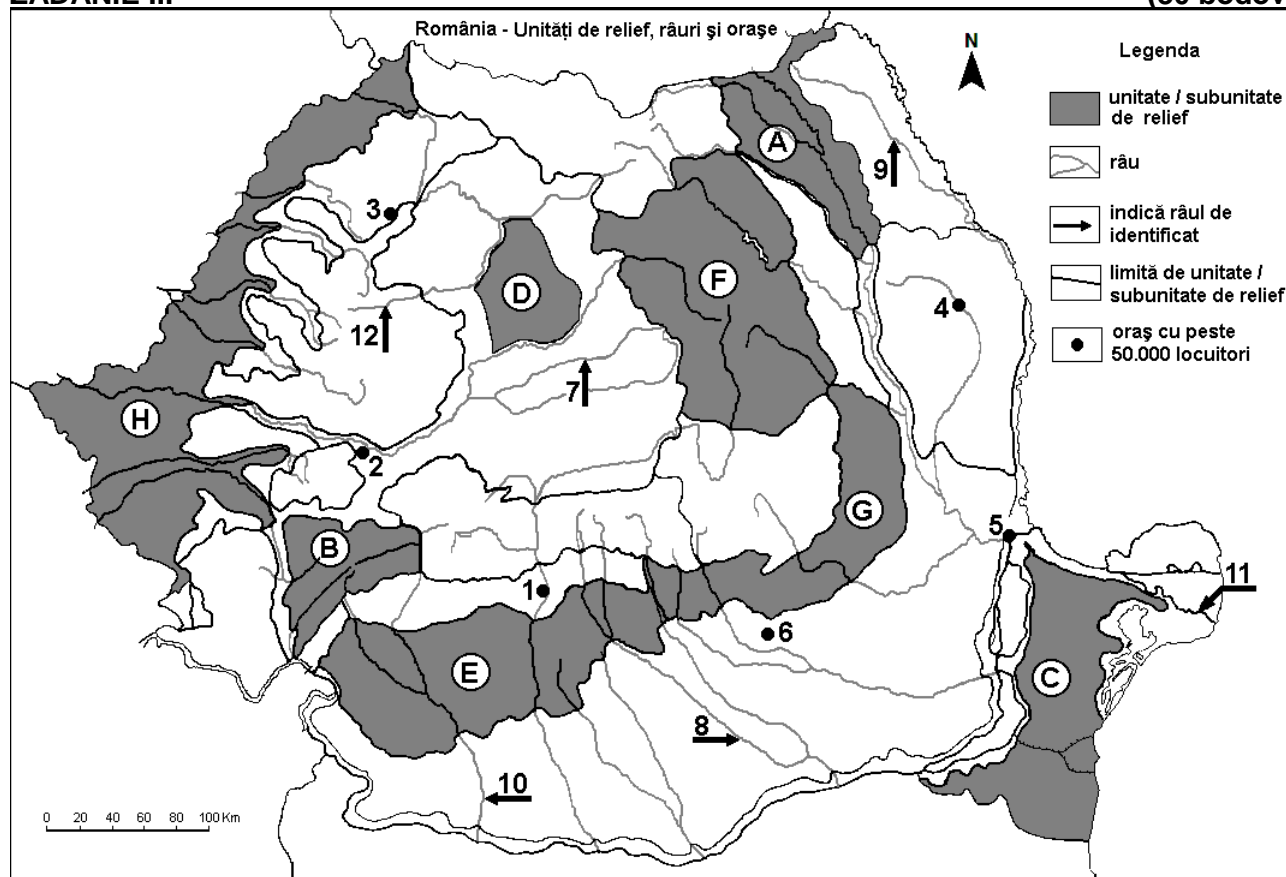 România - Unităţi de relief, râuri şi oraşe
N
Legenda
unitate / subunitate
de relief
râu
indică râul de
identificat
limită de unitate /
subunitate de relief
oraş cu peste
50.000 locuitori
A
9
3
F
D
4
12
7
H
2
G
5
B
11
1
6
C
E
8
10
0 20 40 60 80 100 Km